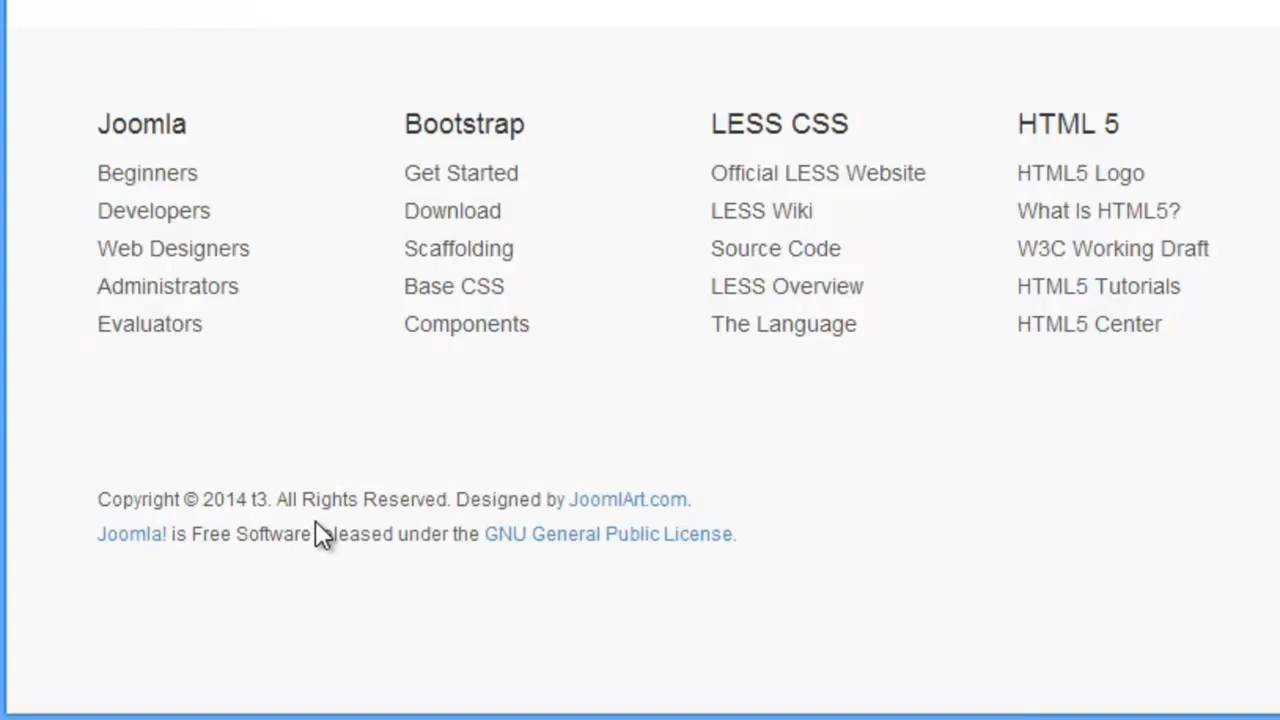 Joomla
Beginners
Developers
Web Designers
Administrators
Evaluators
Bootstrap
Get Started
Download
Scaffolding
Base CSS
Components
LESS CSS
Official LESS Website
LESS Wiki
Source Code
LESS Overview
The Language
HTML 5
HTML5 Logo
What Is HTML5?
W3C Working Draft
HTML5 Tutorials
HTML5 Center
Copyright © 2014 t3. All Rights Reserved. Designed by JoomlArt.com.
Joomla! is Free Software released under the GNU General Public License.